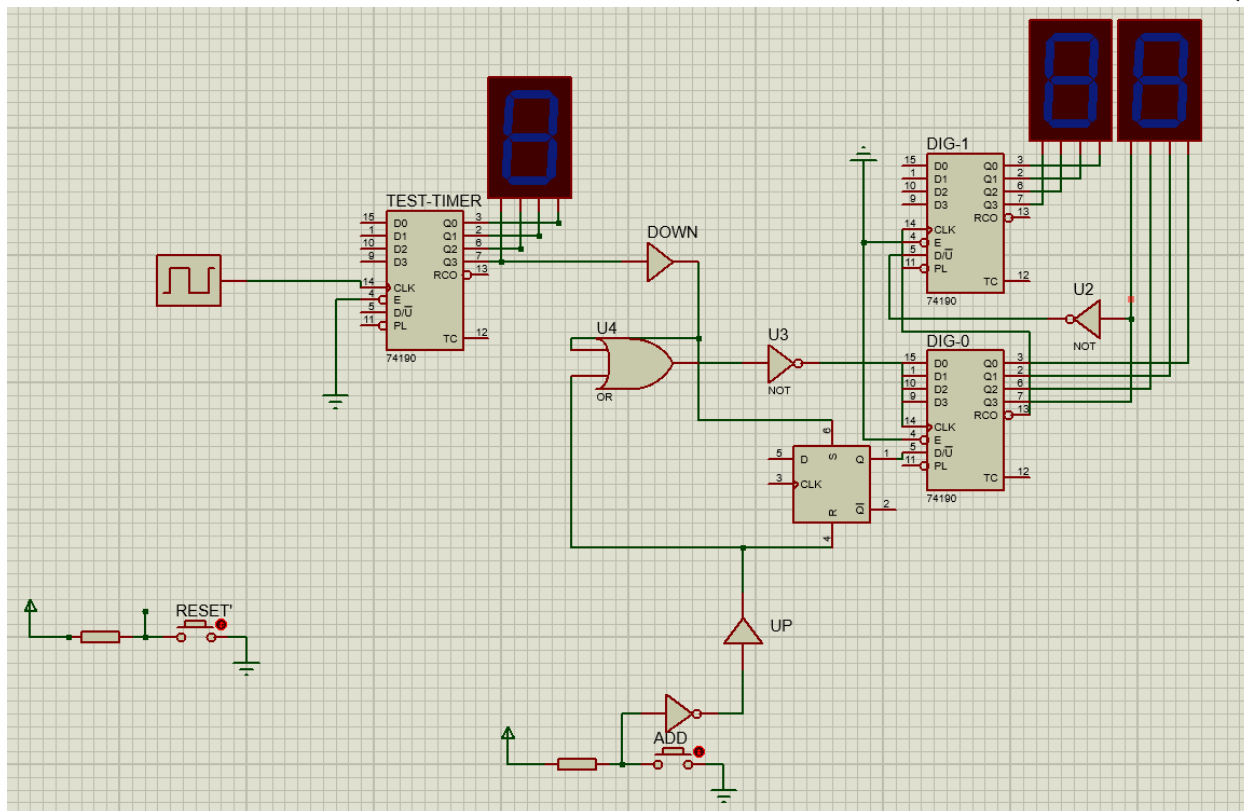 TEST-TIMER
15 D0 Q0 3
1 D1 Q1 2
10 D2 Q2 6
9 D3 Q3 7
RCO 13
14 CLK
4 E
5 D/U̅
11 PL
TC 12
74190
DOWN
U4
OR
U3
NOT
DIG-1
15 D0 Q0 3
1 D1 Q1 2
10 D2 Q2 6
9 D3 Q3 7
RCO 13
14 CLK
4 E
5 D/U̅
11 PL
TC 12
74190
U2
NOT
DIG-0
15 D0 Q0 3
1 D1 Q1 2
10 D2 Q2 6
9 D3 Q3 7
RCO 13
14 CLK
4 E
5 D/U̅
11 PL
TC 12
74190
6
S
5 D Q 1
3 CLK
Q̅ 2
R
4
RESET'
UP
ADD